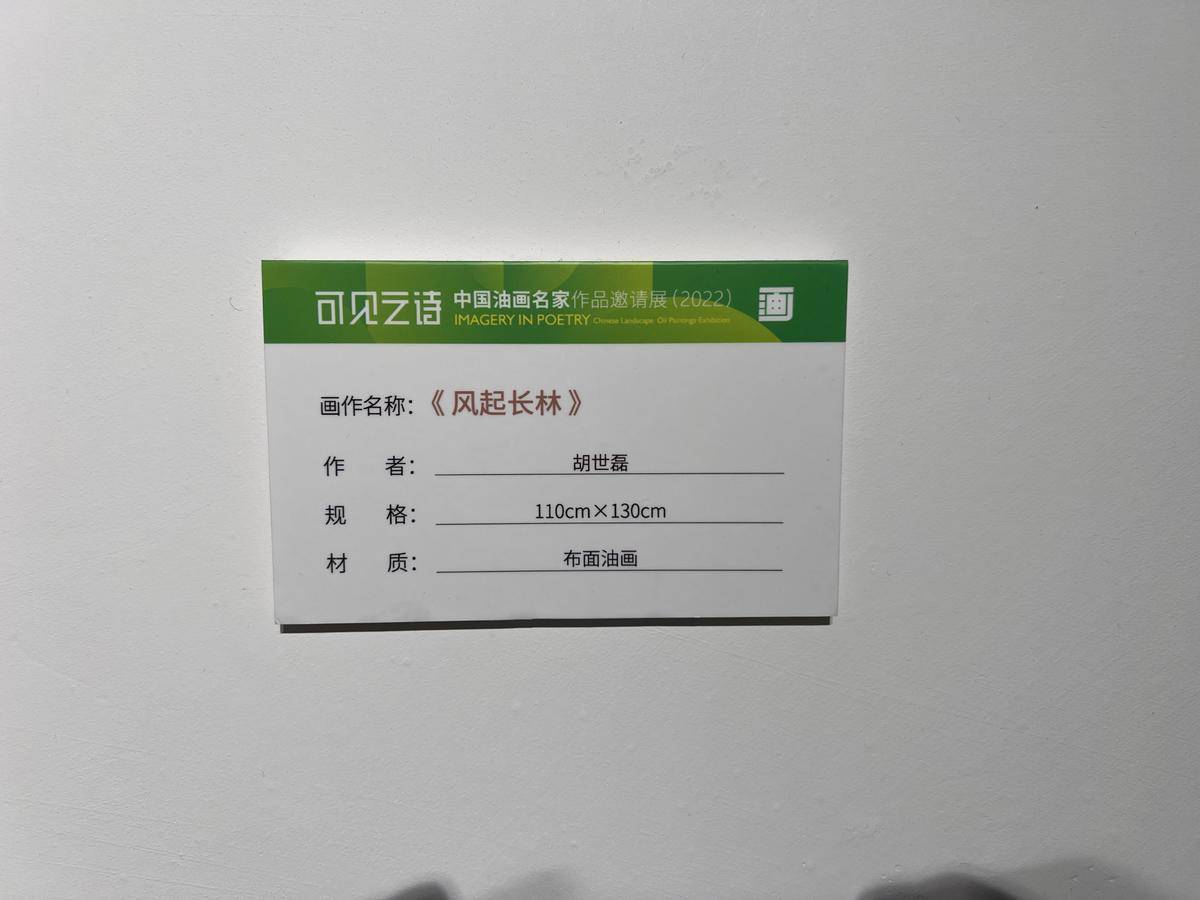 可见之诗 中国油画名家作品邀请展(2022) 画
IMAGERY IN POETRY Chinese Landscape Oil Paintings Exhibition
画作名称：《风起长林》
作 者： 胡世磊
规 格： 110cm×130cm
材 质： 布面油画